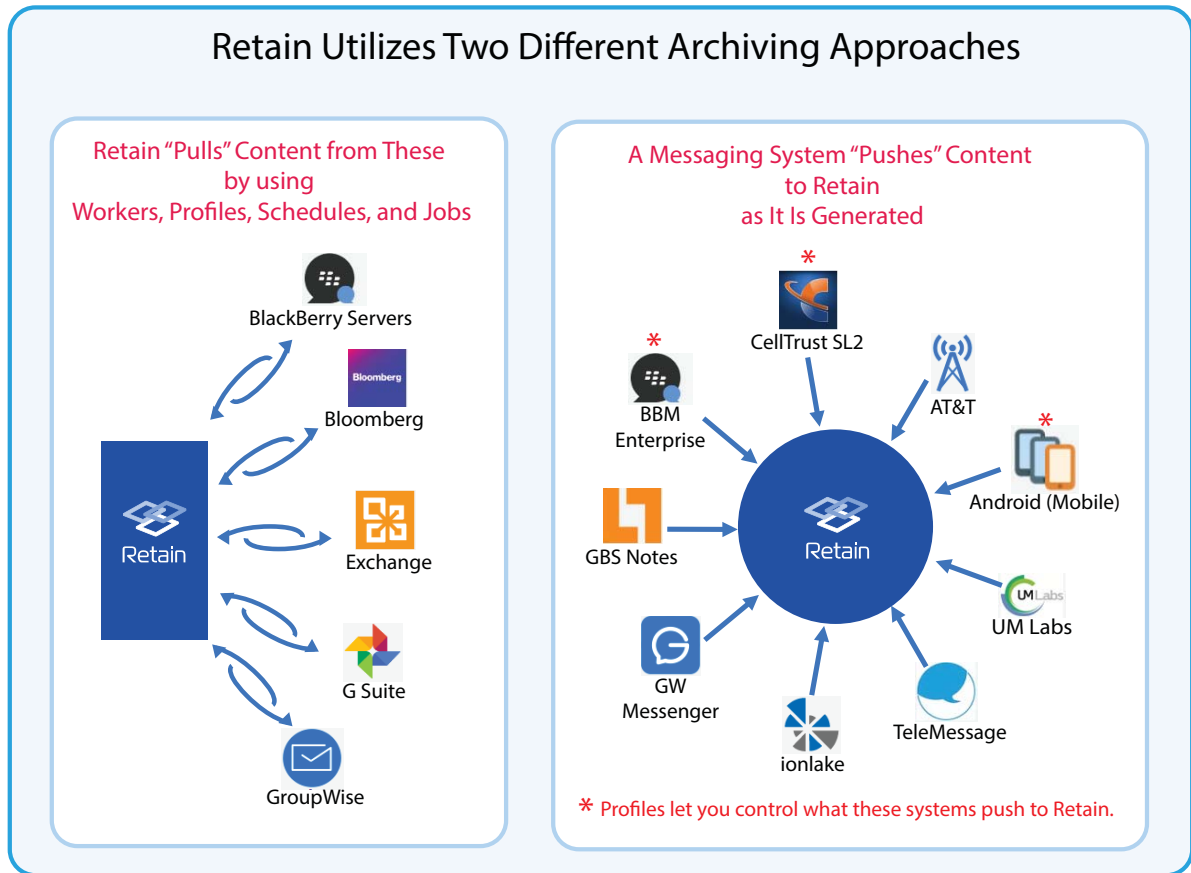 Retain Utilizes Two Different Archiving Approaches
Retain “Pulls” Content from These
by using
Workers, Profiles, Schedules, and Jobs
BlackBerry Servers
Bloomberg
Bloomberg
Retain
Exchange
G Suite
GroupWise
A Messaging System “Pushes” Content
to Retain
as It Is Generated
*
CellTrust SL2
*
BBM
Enterprise
AT&T
*
Android (Mobile)
GBS Notes
Retain
UM Labs
UM Labs
GW
Messenger
TeleMessage
ionlake
* Profiles let you control what these systems push to Retain.